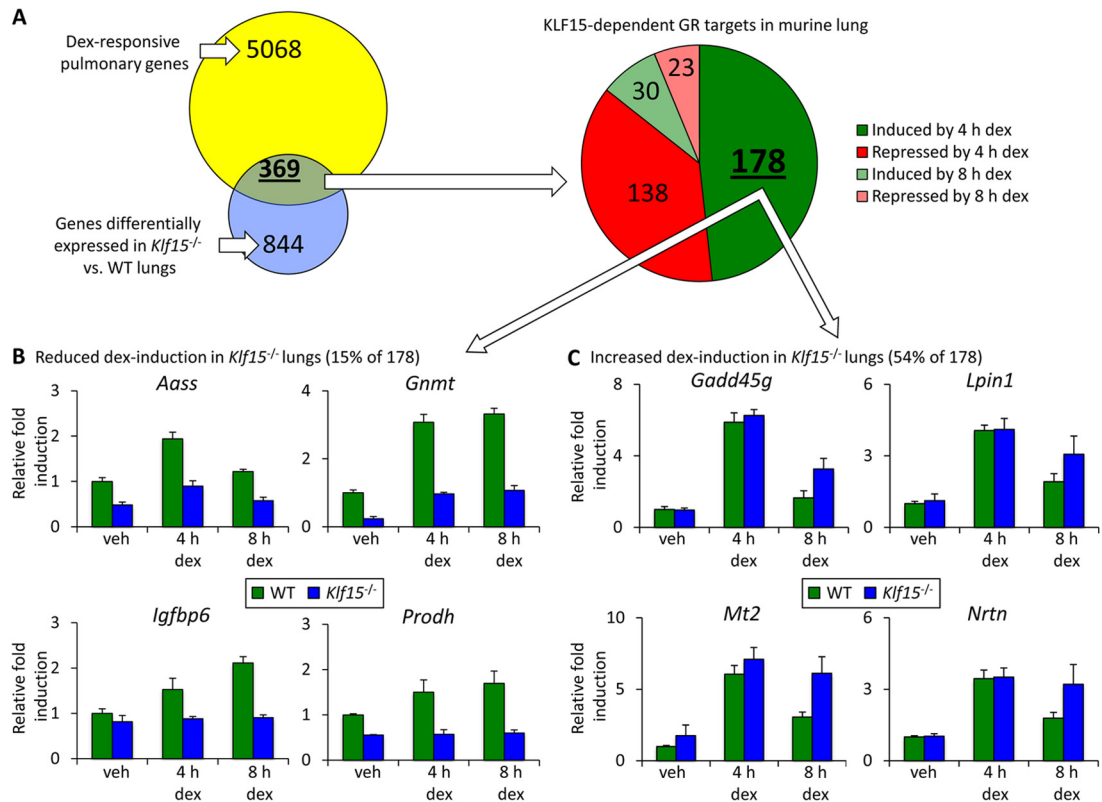 A
Dex-responsive
pulmonary genes
5068
369
Genes differentially
expressed in Klf15-/-
vs. WT lungs
844
KLF15-dependent GR targets in murine lung
23
30
178
138
Induced by 4 h dex
Repressed by 4 h dex
Induced by 8 h dex
Repressed by 8 h dex
B Reduced dex-induction in Klf15-/- lungs (15% of 178)
Aass
Relative fold
induction
3
2
1
0
veh
4 h
dex
8 h
dex
Gnmt
4
2
0
veh
4 h
dex
8 h
dex
WT Klf15-/-
Igfbp6
Relative fold
induction
3
2
1
0
veh
4 h
dex
8 h
dex
Prodh
3
2
1
0
veh
4 h
dex
8 h
dex
C Increased dex-induction in Klf15-/- lungs (54% of 178)
Gadd45g
Relative fold
induction
8
4
0
veh
4 h
dex
8 h
dex
Lpin1
6
3
0
veh
4 h
dex
8 h
dex
WT Klf15-/-
Mt2
Relative fold
induction
10
5
0
veh
4 h
dex
8 h
dex
Nrtn
6
3
0
veh
4 h
dex
8 h
dex